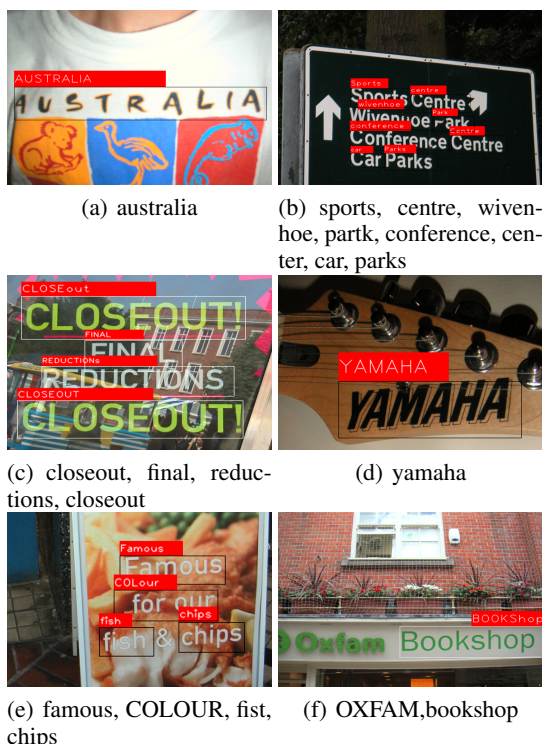 AUSTRALIA
AUSTRALIA
(a) australia
Sports centre
Sports Centre
wivenhoe Park
Wivenhoe Park
conference Centre
Conference Centre
car Parks
Car Parks
(b) sports, centre, wiven-
hoe, partk, conference, cen-
ter, car, parks
CLOSEout
CLOSEOUT!
FINAL
FINAL
REDUCTIONs
REDUCTIONS
CLOSEOUT
CLOSEOUT!
(c) closeout, final, reduc-
tions, closeout
YAMAHA
YAMAHA
(d) yamaha
Famous
Famous
COLour
for our
fish chips
fish & chips
(e) famous, COLOUR, fist,
chips
BOOKShop
Oxfam Bookshop
(f) OXFAM,bookshop